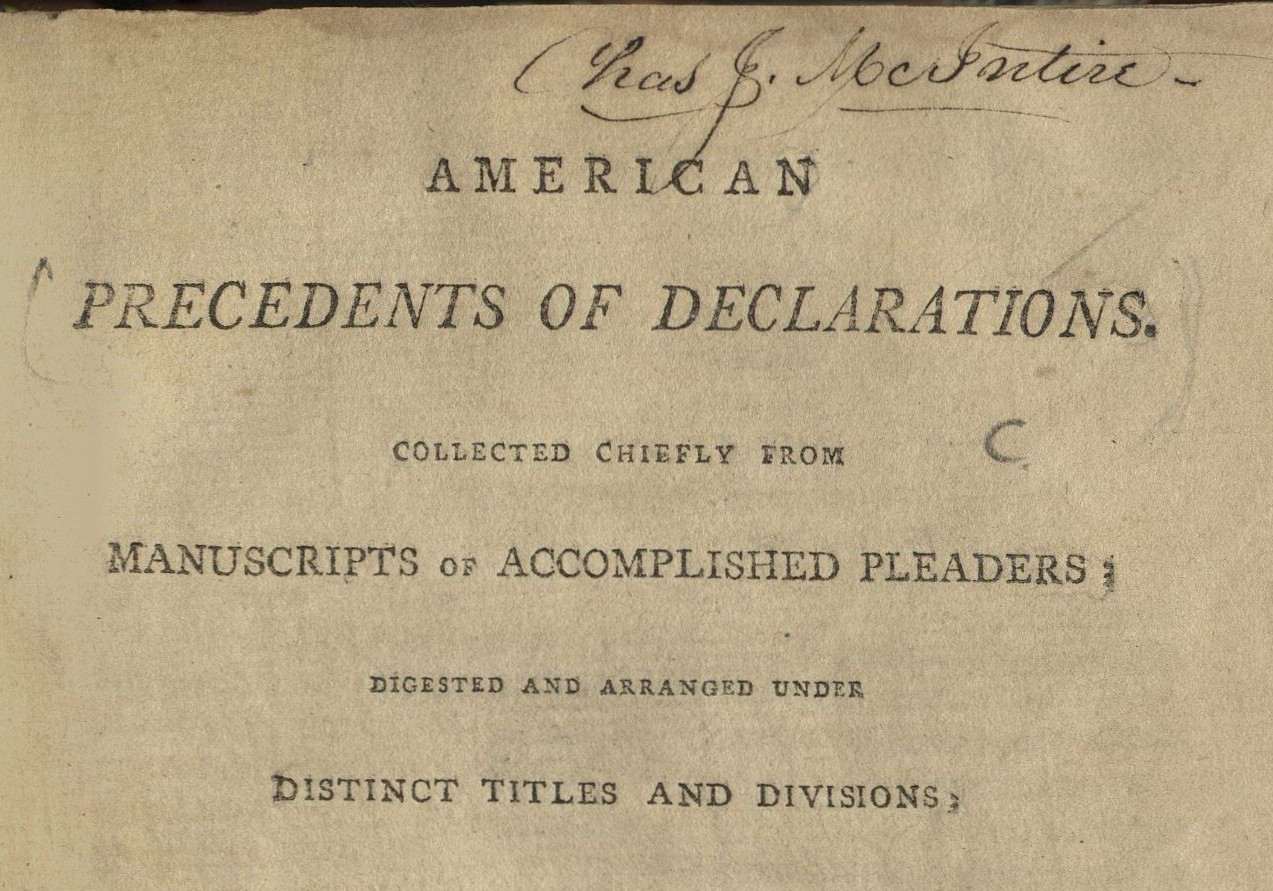 Chas J. McIntire -
AMERICAN
PRECEDENTS OF DECLARATIONS.
C
COLLECTED CHIEFLY FROM
MANUSCRIPTS OF ACCOMPLISHED PLEADERS;
DIGESTED AND ARRANGED UNDER
DISTINCT TITLES AND DIVISIONS;